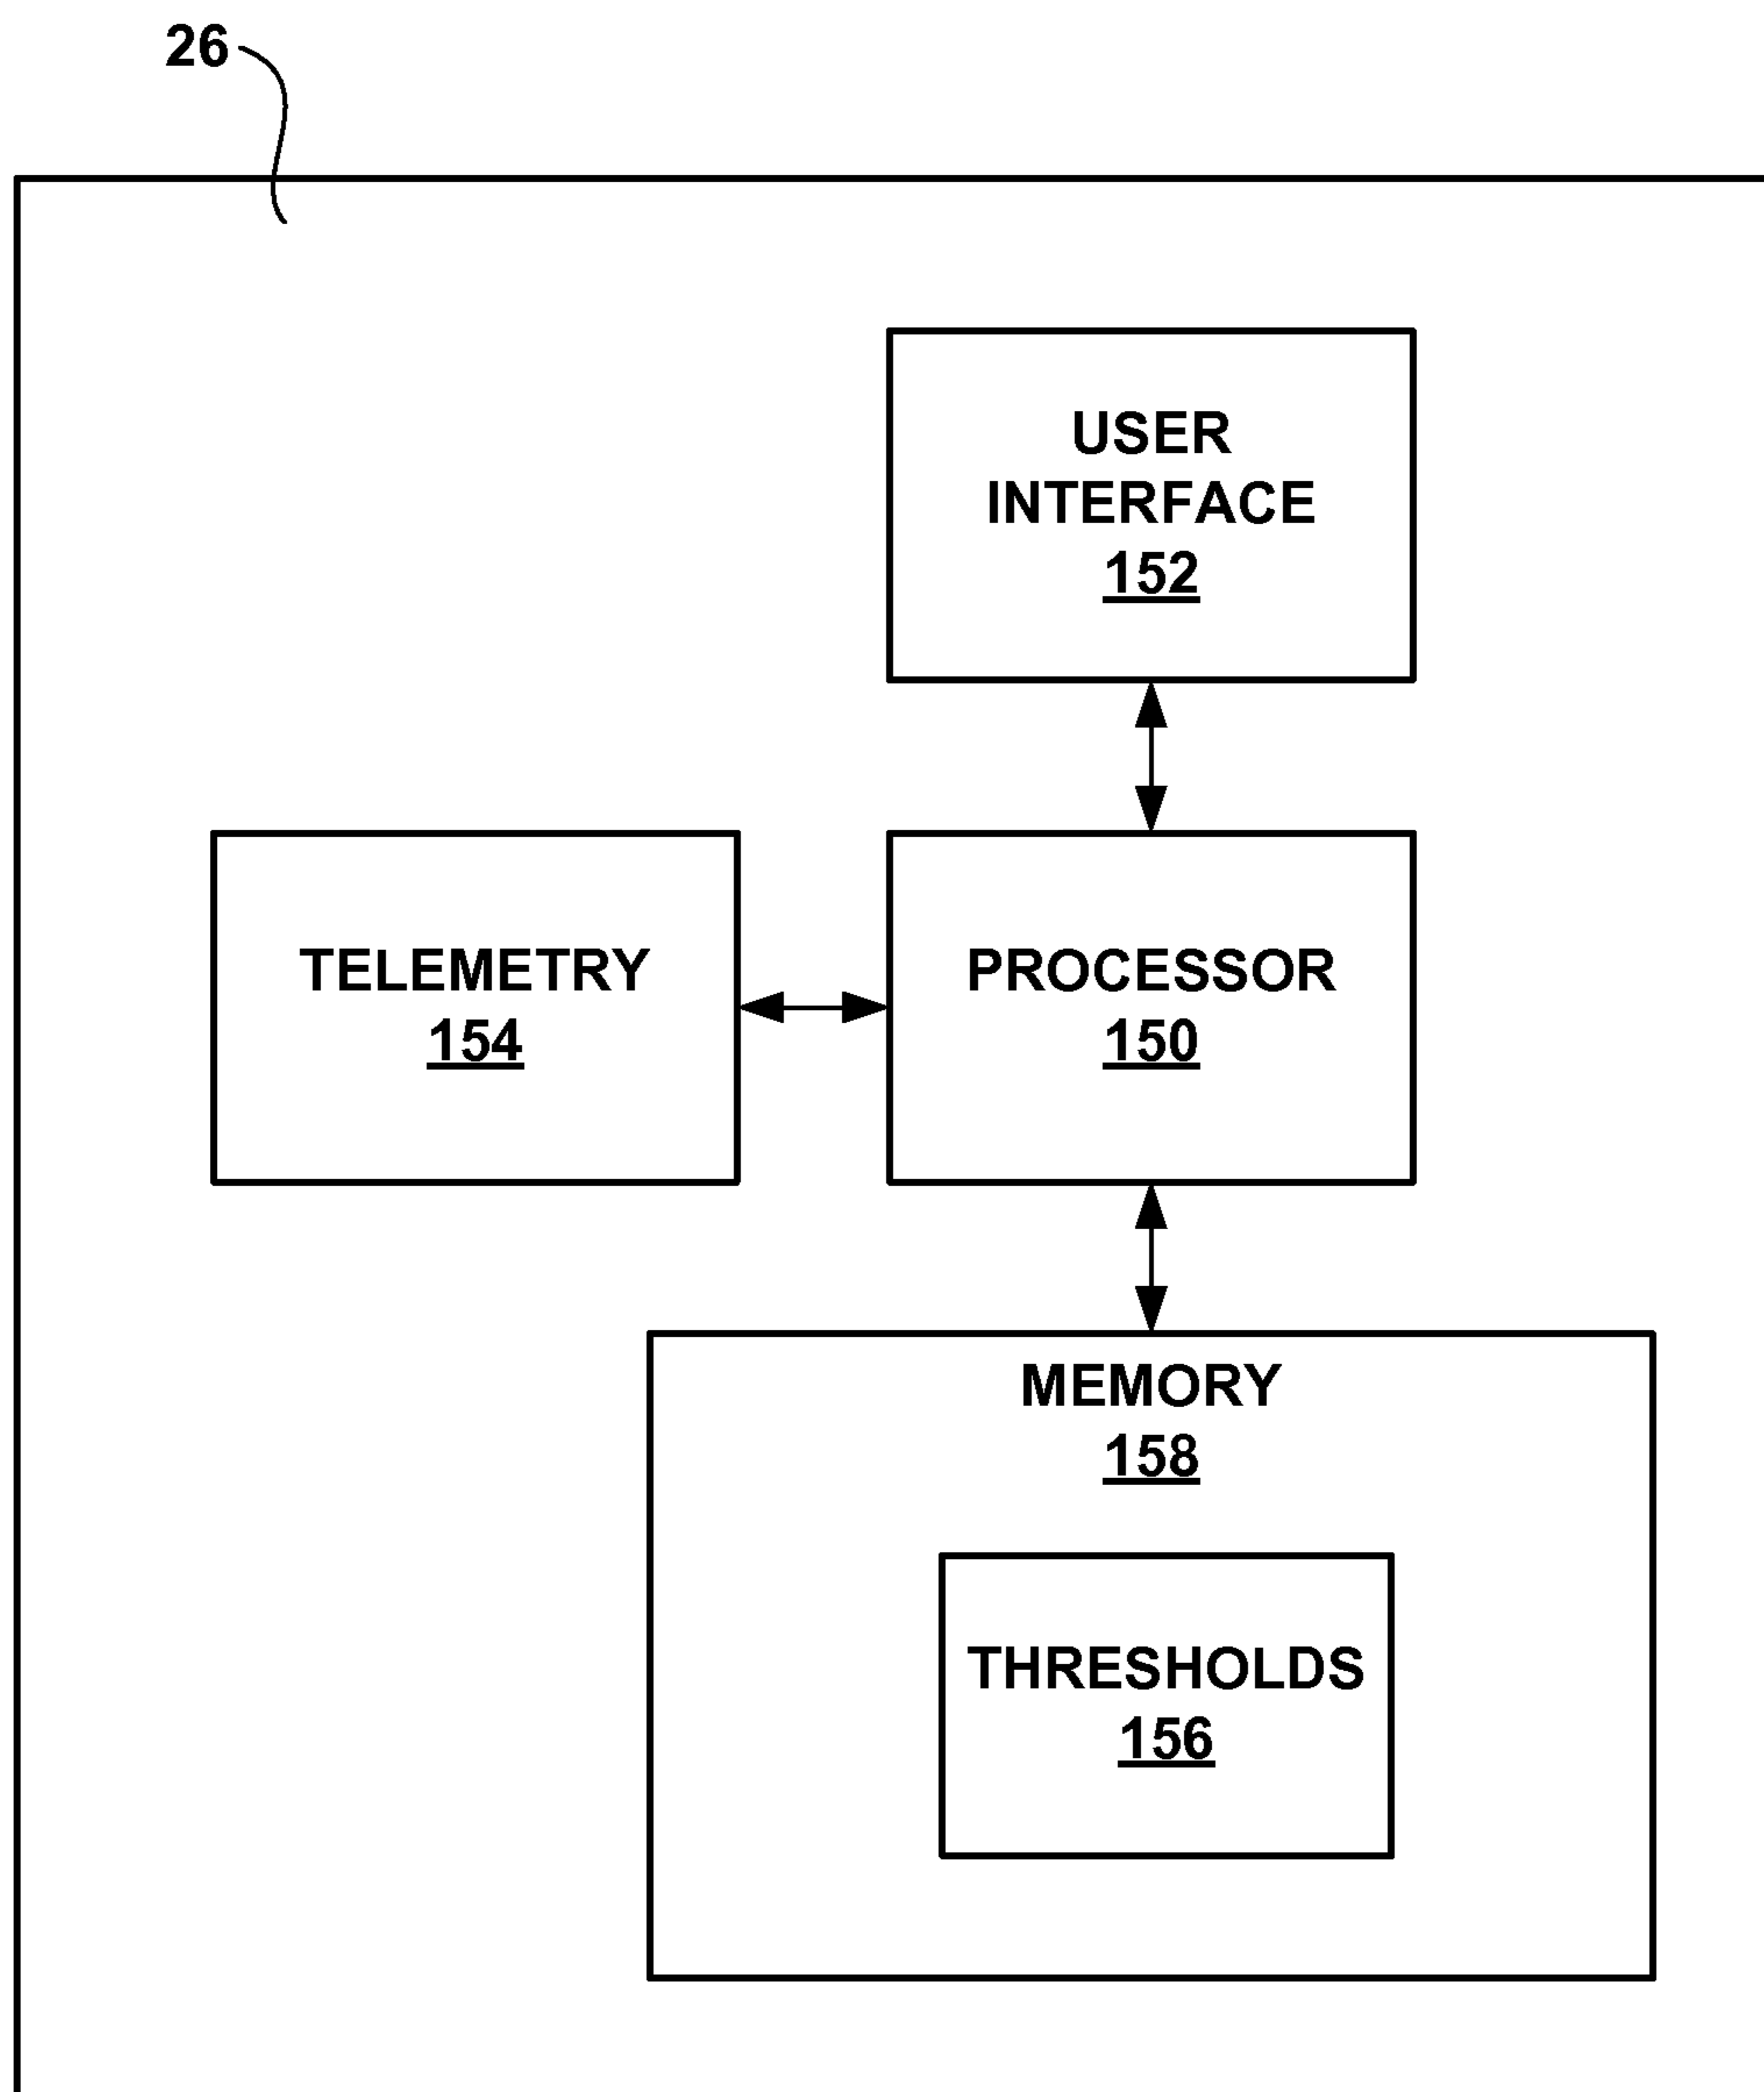 26
USER
INTERFACE
152
TELEMETRY
154
PROCESSOR
150
MEMORY
158
THRESHOLDS
156